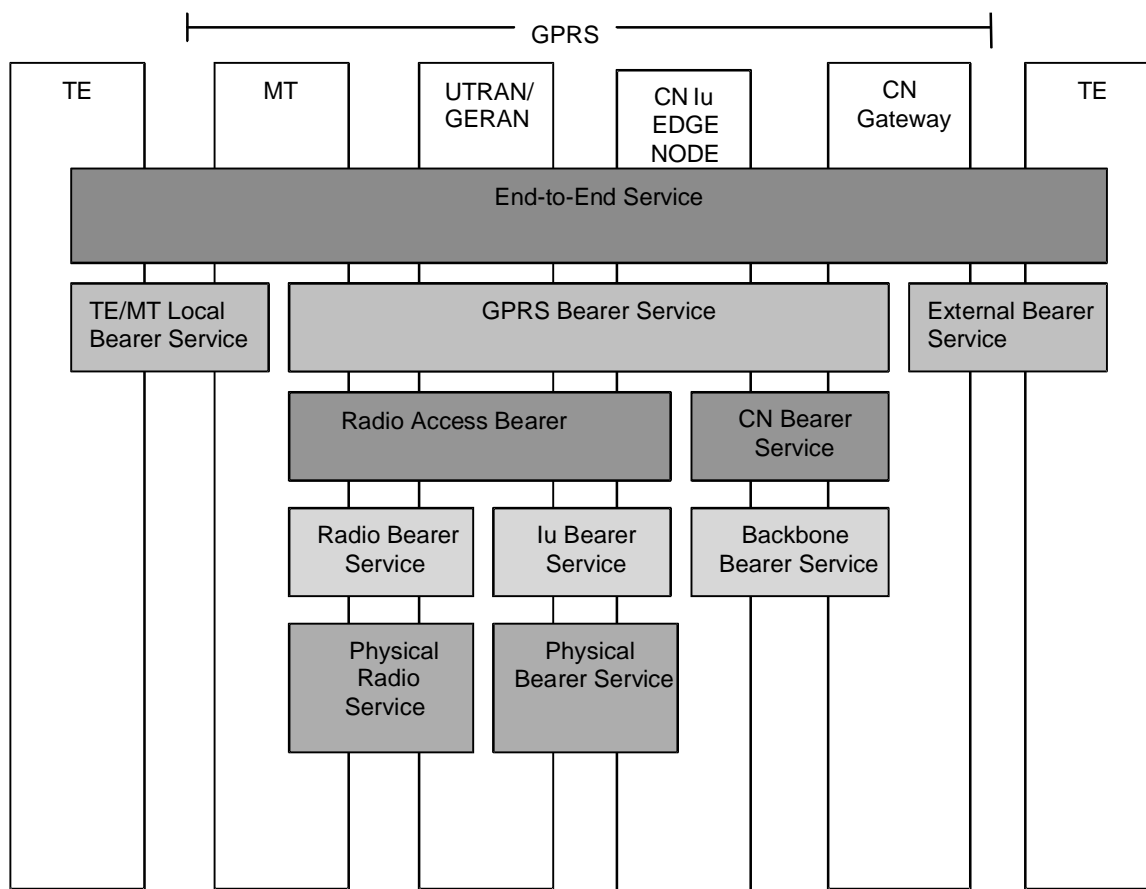 GPRS
TE
MT
UTRAN/
GERAN
CN Iu
EDGE
NODE
CN
Gateway
TE
End-to-End Service
TE/MT Local
Bearer Service
GPRS Bearer Service
External Bearer
Service
Radio Access Bearer
CN Bearer
Service
Radio Bearer
Service
Iu Bearer
Service
Backbone
Bearer Service
Physical
Radio
Service
Physical
Bearer Service